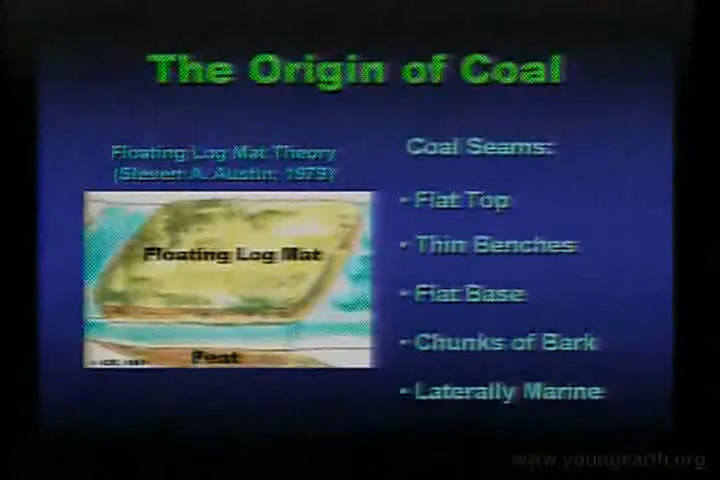 The Origin of Coal
Floating Log Mat Theory
(Steven A. Austin: 1979)
Floating Log Mat
Peat
Coal Seams:
• Flat Top
• Thin Benches
• Flat Base
• Chunks of Bark
• Laterally Marine
www.youngearth.org